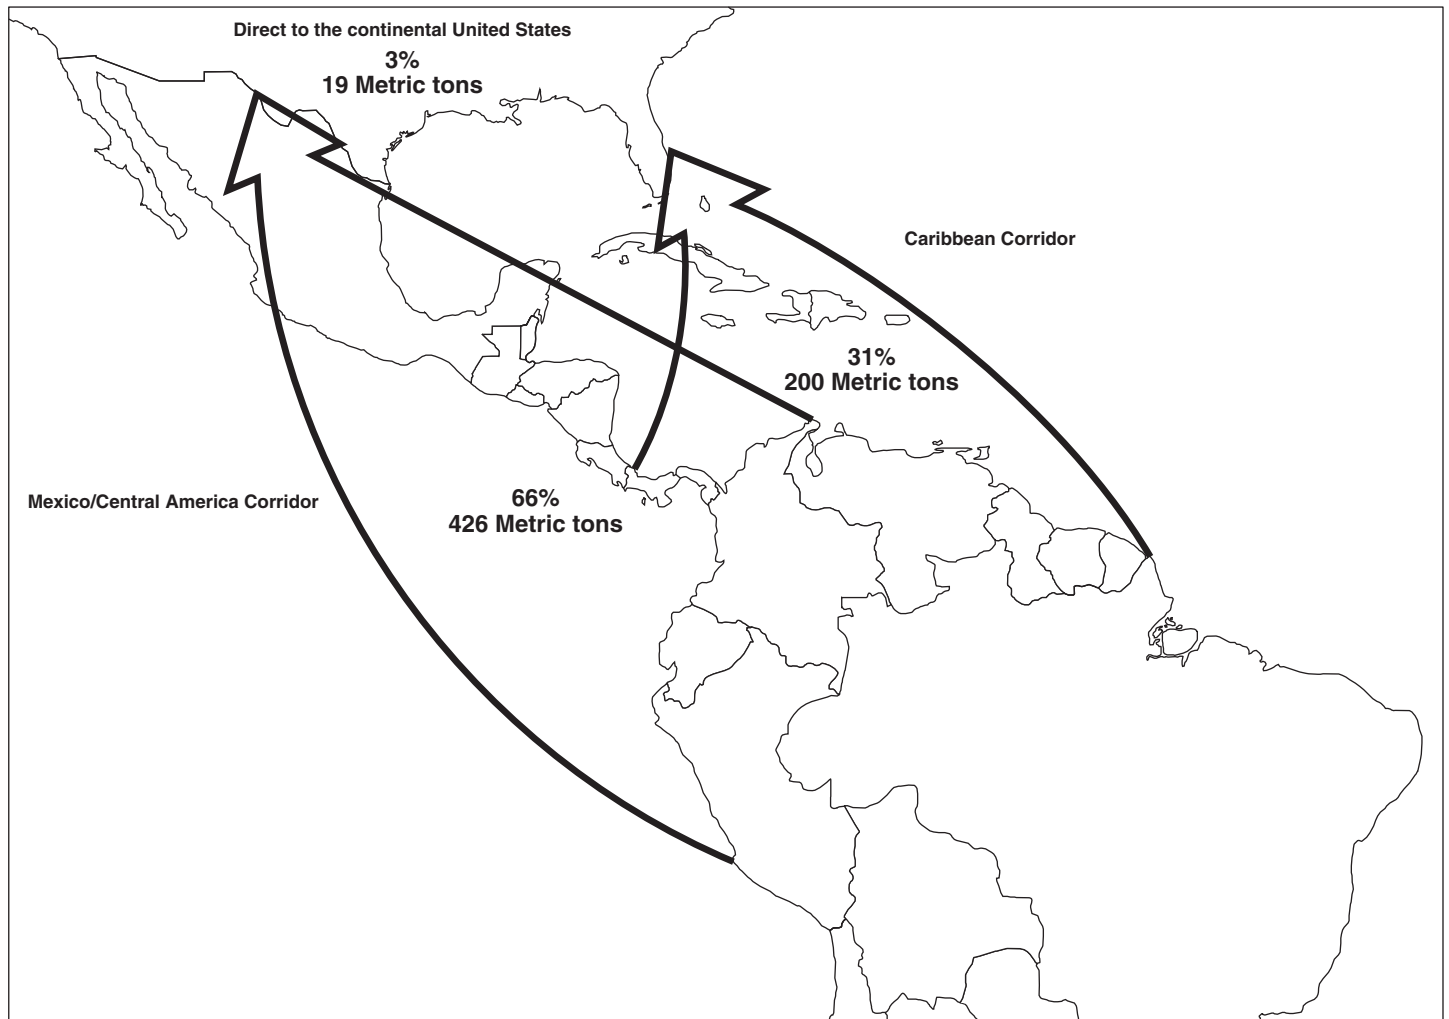 Direct to the continental United States
3%
19 Metric tons
Caribbean Corridor
31%
200 Metric tons
Mexico/Central America Corridor
66%
426 Metric tons